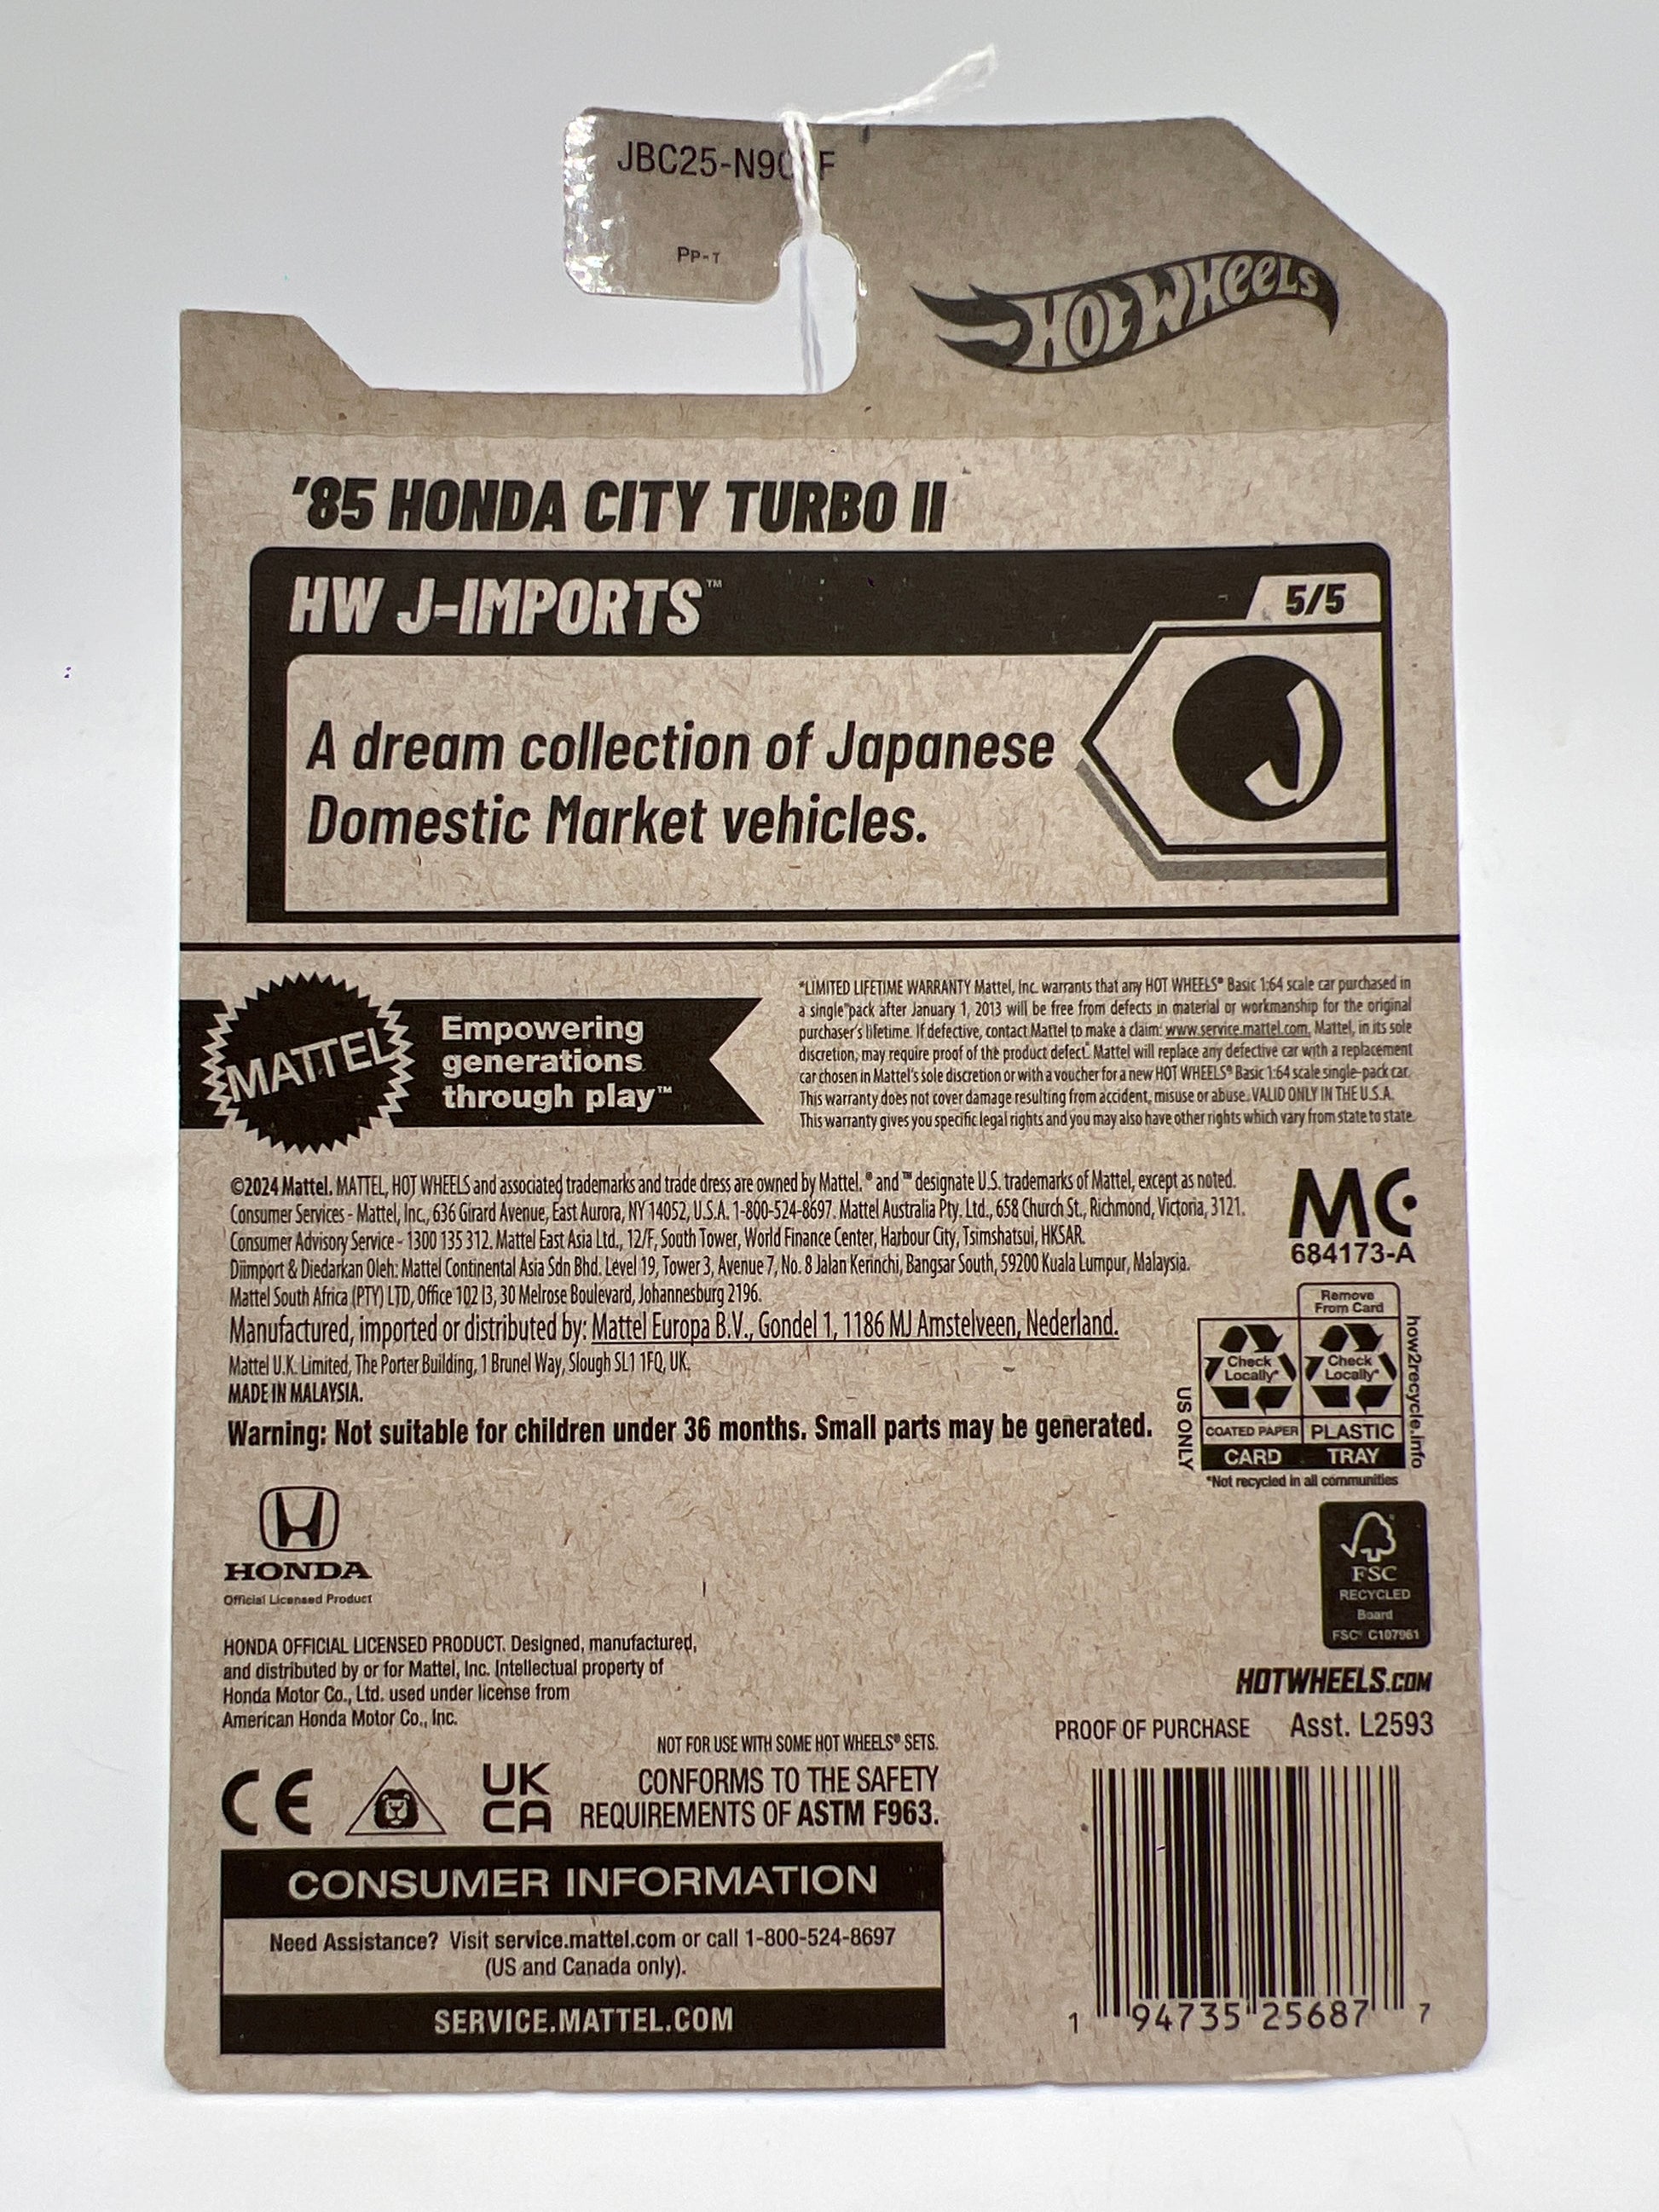 JBC25-N9
PP-T
HOT WHEELS
'85 HONDA CITY TURBO II
HW J-IMPORTS™
5/5
A dream collection of Japanese
Domestic Market vehicles.
J
MATTEL
Empowering
generations
through play™
*LIMITED LIFETIME WARRANTY Mattel, Inc. warrants that any HOT WHEELS® Basic 1:64 scale car purchased in
a single pack after January 1, 2013 will be free from defects in material or workmanship for the original
purchaser's lifetime. If defective, contact Mattel to make a claim: www.service.mattel.com. Mattel, in its sole
discretion, may require proof of the product defect. Mattel will replace any defective car with a replacement
car chosen in Mattel's sole discretion or with a voucher for a new HOT WHEELS® Basic 1:64 scale single-pack car.
This warranty does not cover damage resulting from accident, misuse or abuse. VALID ONLY IN THE U.S.A.
This warranty gives you specific legal rights and you may also have other rights which vary from state to state.
©2024 Mattel. MATTEL, HOT WHEELS and associated trademarks and trade dress are owned by Mattel. ® and ™ designate U.S. trademarks of Mattel, except as noted.
Consumer Services - Mattel, Inc., 636 Girard Avenue, East Aurora, NY 14052, U.S.A. 1-800-524-8697. Mattel Australia Pty. Ltd., 658 Church St., Richmond, Victoria, 3121.
Consumer Advisory Service - 1300 135 312. Mattel East Asia Ltd., 12/F, South Tower, World Finance Center, Harbour City, Tsimshatsui, HKSAR.
Diimport & Diedarkan Oleh: Mattel Continental Asia Sdn Bhd. Level 19, Tower 3, Avenue 7, No. 8 Jalan Kerinchi, Bangsar South, 59200 Kuala Lumpur, Malaysia.
Mattel South Africa (PTY) LTD, Office 102 I3, 30 Melrose Boulevard, Johannesburg 2196.
Manufactured, imported or distributed by: Mattel Europa B.V., Gondel 1, 1186 MJ Amstelveen, Nederland.
Mattel U.K. Limited, The Porter Building, 1 Brunel Way, Slough SL1 1FQ, UK.
MADE IN MALAYSIA.
Warning: Not suitable for children under 36 months. Small parts may be generated.
MC
684173-A
Remove
From Card
Check
Locally*
Check
Locally*
COATED PAPER
PLASTIC
CARD
TRAY
US ONLY
how2recycle.info
*Not recycled in all communities
HONDA
Official Licensed Product
FSC
RECYCLED
Board
FSC® C107961
HONDA OFFICIAL LICENSED PRODUCT. Designed, manufactured,
and distributed by or for Mattel, Inc. Intellectual property of
Honda Motor Co., Ltd. used under license from
American Honda Motor Co., Inc.
HOTWHEELS.COM
PROOF OF PURCHASE Asst. L2593
NOT FOR USE WITH SOME HOT WHEELS® SETS.
CE
UK
CA
CONFORMS TO THE SAFETY
REQUIREMENTS OF ASTM F963.
CONSUMER INFORMATION
Need Assistance? Visit service.mattel.com or call 1-800-524-8697
(US and Canada only).
SERVICE.MATTEL.COM
1 94735 25687 7